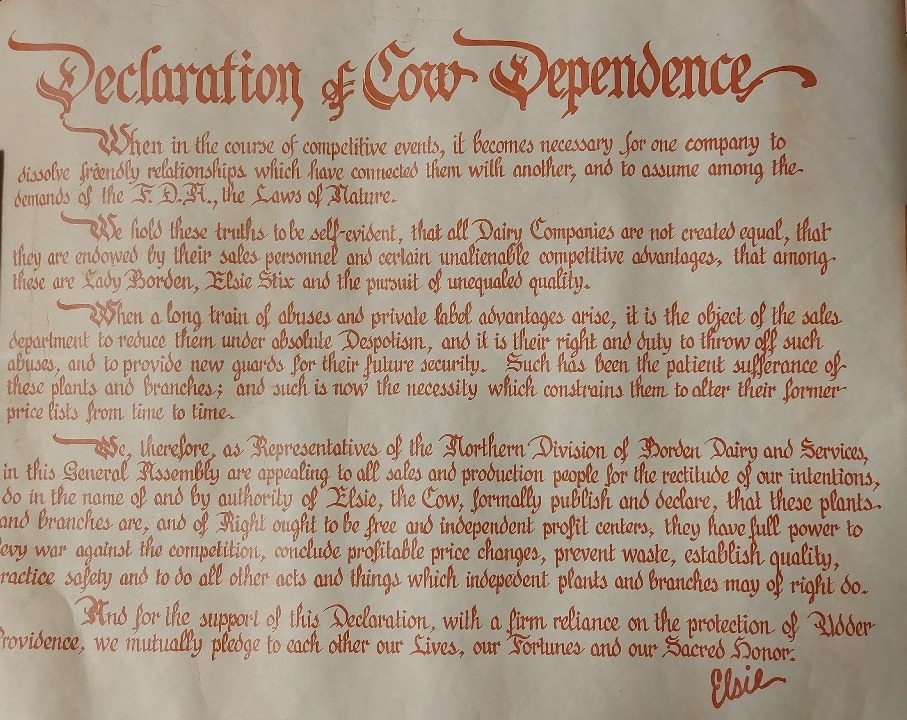 Declaration of Cow Dependence
When in the course of competitive events, it becomes necessary for one company to
dissolve friendly relationships which have connected them with another, and to assume among the
demands of the F. D. A., the Laws of Nature.
We hold these truths to be self-evident, that all Dairy Companies are not created equal, that
they are endowed by their sales personnel and certain unalienable competitive advantages, that among
these are Lady Borden, Elsie Stix and the pursuit of unequaled quality.
When a long train of abuses and private label advantages arise, it is the object of the sales
department to reduce them under absolute Despotism, and it is their right and duty to throw off such
abuses, and to provide new guards for their future security. Such has been the patient sufferance of
these plants and branches; and such is now the necessity which constrains them to alter their former
price lists from time to time.
We, therefore, as Representatives of the Northern Division of Borden Dairy and Services,
in this General Assembly are appealing to all sales and production people for the rectitude of our intentions,
do in the name of and by authority of Elsie, the Cow, formally publish and declare, that these plants
and branches are, and of Right ought to be free and independent profit centers, they have full power to
levy war against the competition, conclude profitable price changes, prevent waste, establish quality,
ractice safety and to do all other acts and things which indepedent plants and branches may of right do.
And for the support of this Declaration, with a firm reliance on the protection of Udder
Providence, we mutually pledge to each other our Lives, our Fortunes and our Sacred Honor.
Elsie